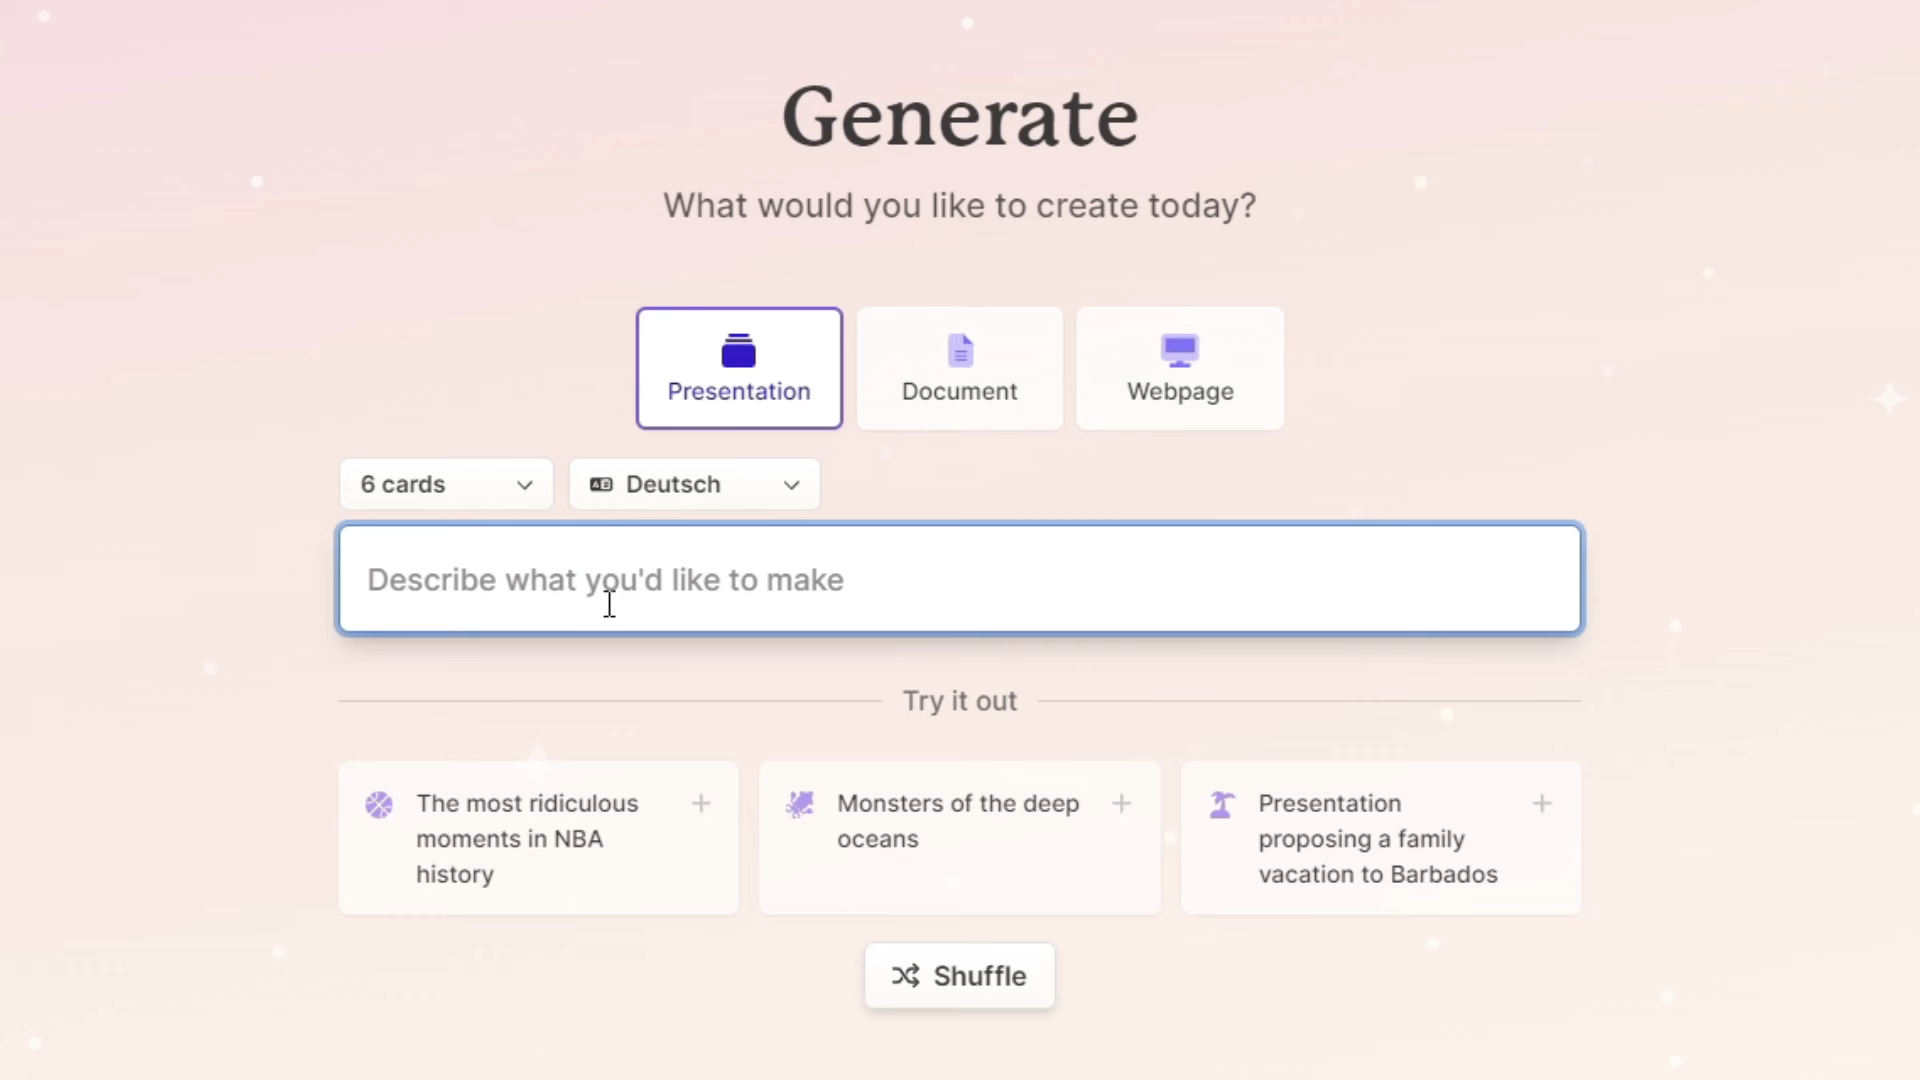 Generate
What would you like to create today?
Presentation
Document
Webpage
6 cards
Deutsch
Describe what you'd like to make
Try it out
The most ridiculous
moments in NBA
history
Monsters of the deep
oceans
Presentation
proposing a family
vacation to Barbados
Shuffle